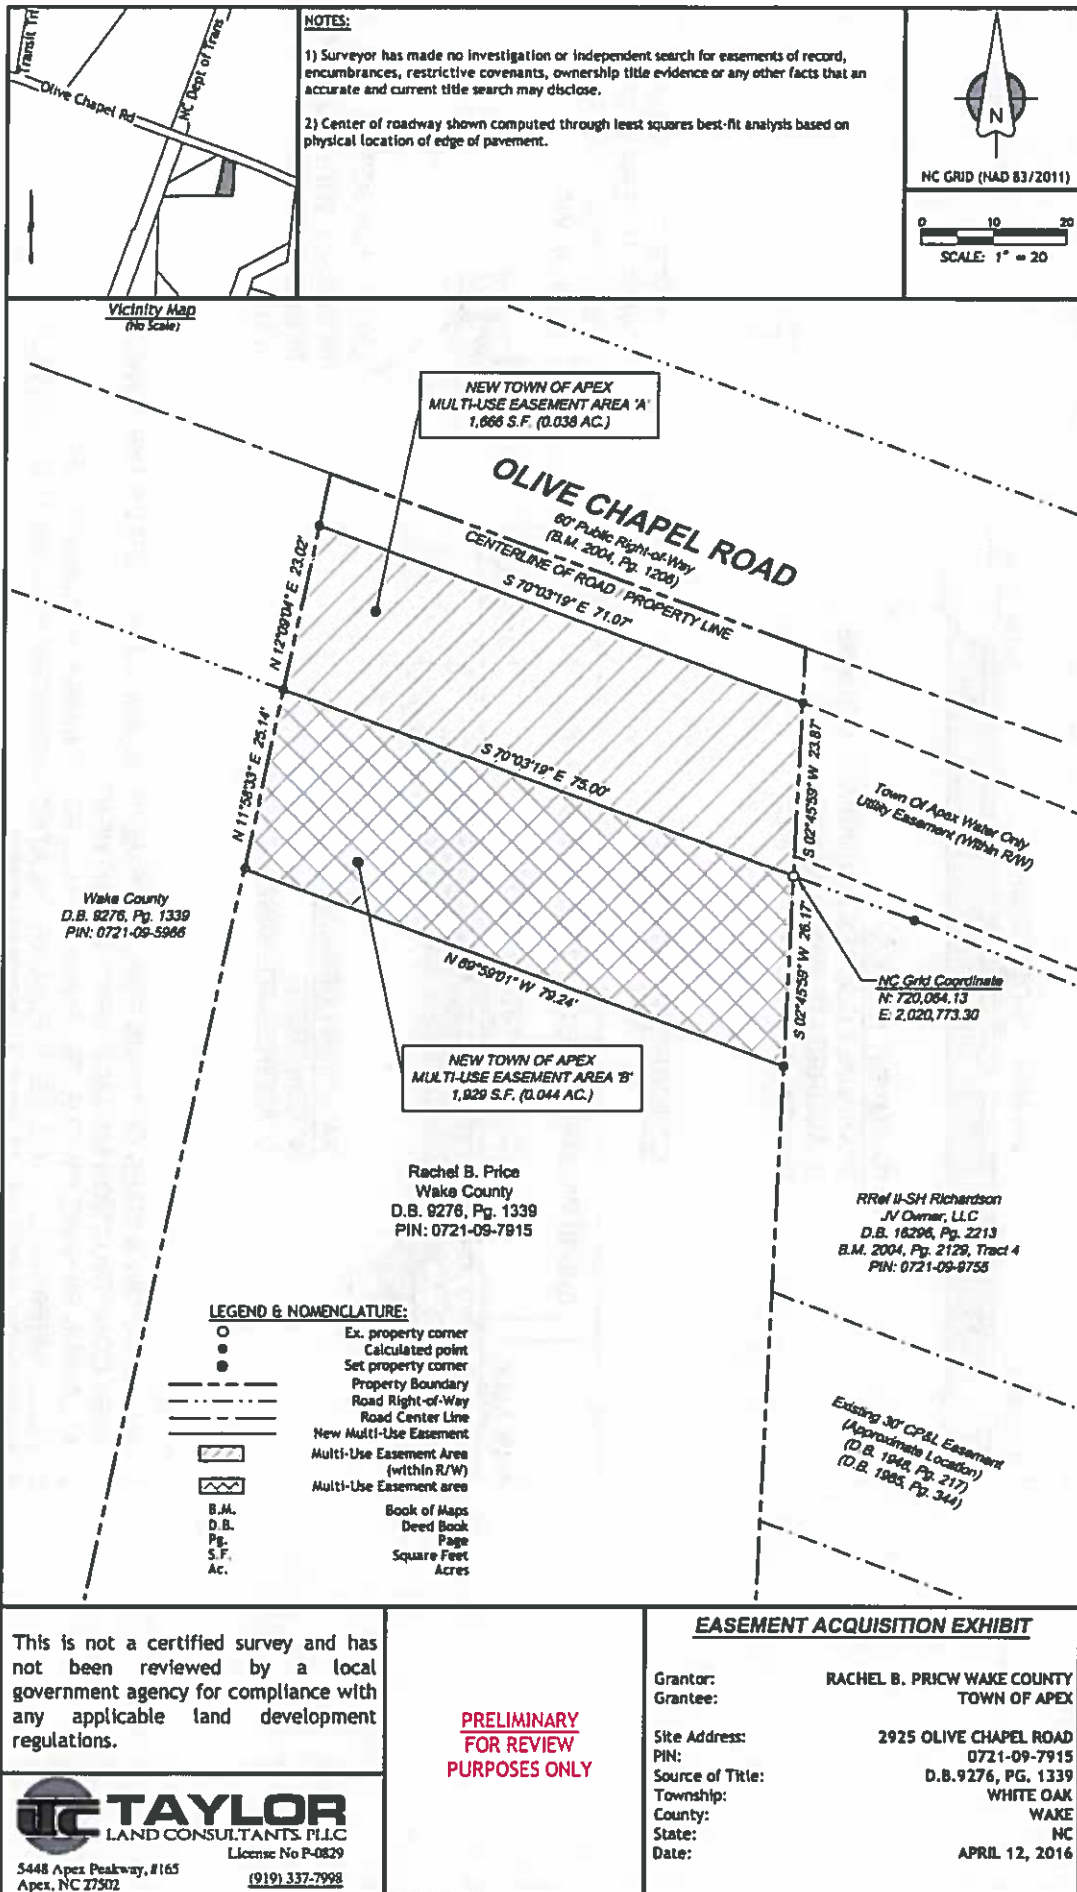 Transit Trl
Olive Chapel Rd
NC Dept of Trans
Vicinity Map
(No Scale)
NOTES:
1) Surveyor has made no investigation or independent search for easements of record,
encumbrances, restrictive covenants, ownership title evidence or any other facts that an
accurate and current title search may disclose.
2) Center of roadway shown computed through least squares best-fit analysis based on
physical location of edge of pavement.
N
NC GRID (NAD 83/2011)
0 10 20
SCALE: 1" = 20
NEW TOWN OF APEX
MULTI-USE EASEMENT AREA 'A'
1,666 S.F. (0.038 AC.)
OLIVE CHAPEL ROAD
60' Public Right-of-Way
(B.M. 2004, Pg. 1206)
CENTERLINE OF ROAD / PROPERTY LINE
S 70°03'19" E 71.07'
N 12°09'04" E 23.02'
S 70°03'19" E 75.00'
S 02°45'59" W 23.87'
N 11°58'33" E 25.14'
Town Of Apex Water Only
Utility Easement (Within R/W)
Wake County
D.B. 9276, Pg. 1339
PIN: 0721-09-5966
N 69°59'01" W 79.24'
S 02°45'59" W 26.17'
NC Grid Coordinate
N: 720,064.13
E: 2,020,773.30
NEW TOWN OF APEX
MULTI-USE EASEMENT AREA 'B'
1,929 S.F. (0.044 AC.)
Rachel B. Price
Wake County
D.B. 9276, Pg. 1339
PIN: 0721-09-7915
RRef II-SH Richardson
JV Owner, LLC
D.B. 16296, Pg. 2213
B.M. 2004, Pg. 2129, Tract 4
PIN: 0721-09-9755
Existing 30' CP&L Easement
(Approximate Location)
(D.B. 1948, Pg. 217)
(D.B. 1985, Pg. 344)
LEGEND & NOMENCLATURE:
Ex. property corner
Calculated point
Set property corner
Property Boundary
Road Right-of-Way
Road Center Line
New Multi-Use Easement
Multi-Use Easement Area
(within R/W)
Multi-Use Easement area
B.M. Book of Maps
D.B. Deed Book
Pg. Page
S.F. Square Feet
Ac. Acres
This is not a certified survey and has
not been reviewed by a local
government agency for compliance with
any applicable land development
regulations.
TAYLOR
LAND CONSULTANTS, PLLC
License No P-0829
5448 Apex Peakway, #165
Apex, NC 27502
(919) 337-7998
PRELIMINARY
FOR REVIEW
PURPOSES ONLY
EASEMENT ACQUISITION EXHIBIT
Grantor: RACHEL B. PRICW WAKE COUNTY
Grantee: TOWN OF APEX
Site Address: 2925 OLIVE CHAPEL ROAD
PIN: 0721-09-7915
Source of Title: D.B.9276, PG. 1339
Township: WHITE OAK
County: WAKE
State: NC
Date: APRIL 12, 2016